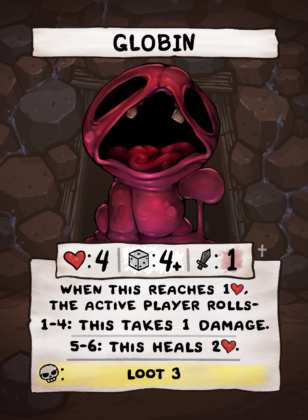 GLOBIN
:4 :4+ :1
WHEN THIS REACHES 1.
THE ACTIVE PLAYER ROLLS-
1-4: THIS TAKES 1 DAMAGE.
5-6: THIS HEALS 2.
: LOOT 3